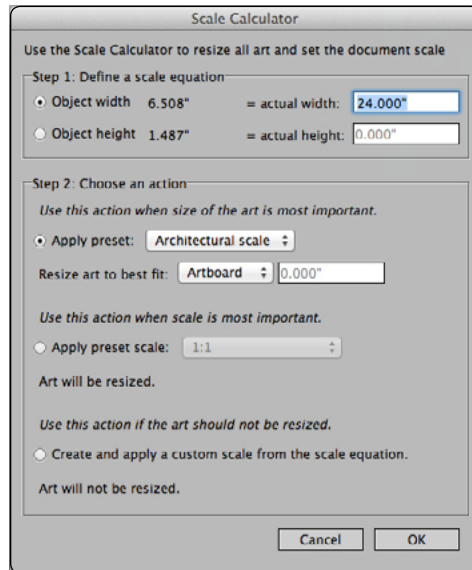 Scale Calculator
Use the Scale Calculator to resize all art and set the document scale
Step 1: Define a scale equation
Object width 6.508" = actual width: 24.000"
Object height 1.487" = actual height: 0.000"
Step 2: Choose an action
Use this action when size of the art is most important.
Apply preset: Architectural scale
Resize art to best fit: Artboard 0.000"
Use this action when scale is most important.
Apply preset scale: 1:1
Art will be resized.
Use this action if the art should not be resized.
Create and apply a custom scale from the scale equation.
Art will not be resized.
Cancel OK